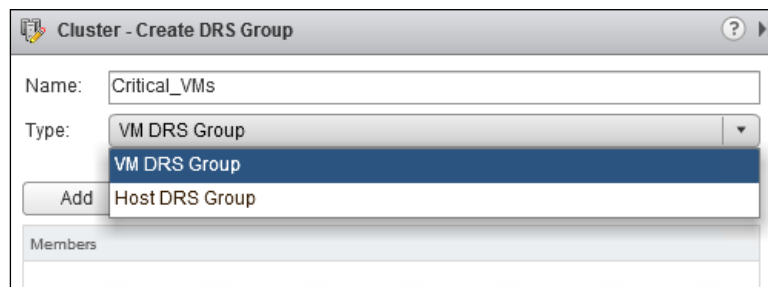 Cluster - Create DRS Group ?
Name: Critical_VMs
Type: VM DRS Group
VM DRS Group
Add Host DRS Group
Members